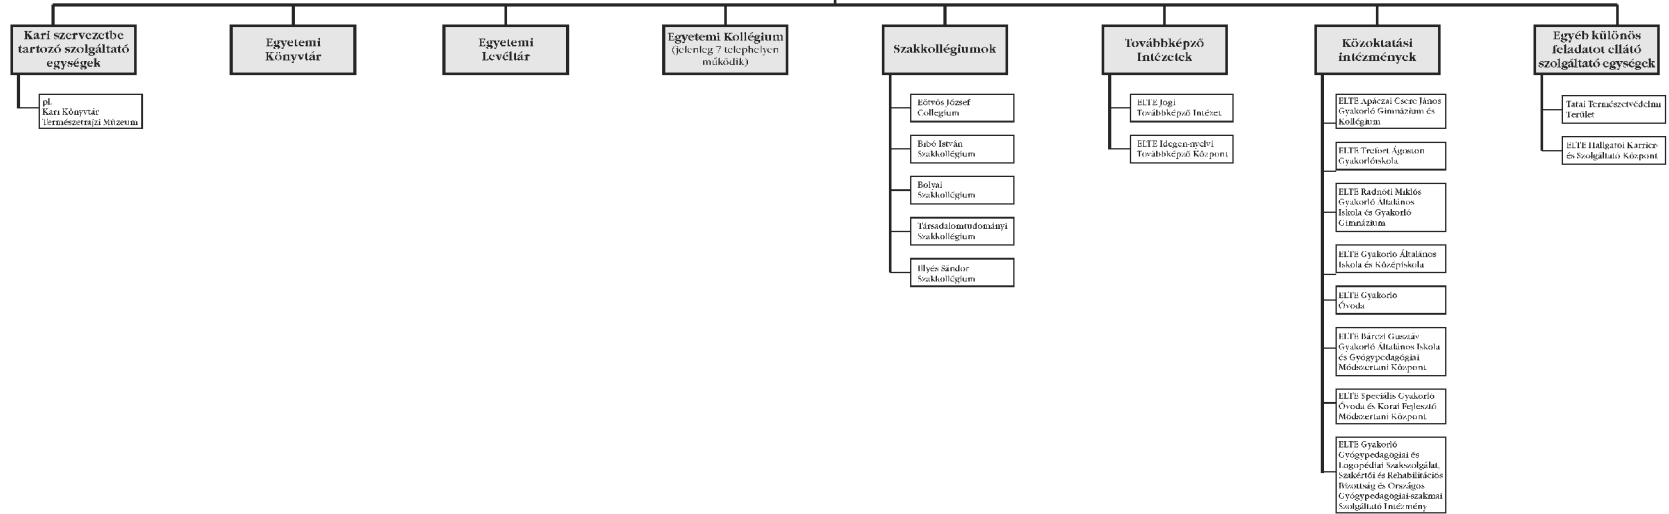 Kari szervezetbe
tartozó szolgáltató
egységek
pl.
Kari Könyvtár
Természetrajzi Múzeum
Egyetemi
Könyvtár
Egyetemi
Levéltár
Egyetemi Kollégium
(jelenleg 7 telephelyen
működik)
Szakkollégiumok
Eötvös József
Collegium
Bibó István
Szakkollégium
Bolyai
Szakkollégium
Társadalomtudományi
Szakkollégium
Illyés Sándor
Szakkollégium
Továbbképző
Intézetek
ELTE Jogi
Továbbképző Intézet
ELTE Idegen-nyelvi
Továbbképző Központ
Közoktatási
intézmények
ELTE Apáczai Csere János
Gyakorló Gimnázium és
Kollégium
ELTE Trefort Ágoston
Gyakorlóiskola
ELTE Radnóti Miklós
Gyakorló Általános
Iskola és Gyakorló
Gimnázium
ELTE Gyakorló Általános
Iskola és Középiskola
ELTE Gyakorló
Óvoda
ELTE Bárczi Gusztáv
Gyakorló Általános Iskola
és Gyógypedagógiai
Módszertani Központ
ELTE Speciális Gyakorló
Óvoda és Korai Fejlesztő
Módszertani Központ
ELTE Gyakorló
Gyógypedagógiai és
Logopédiai Szakszolgálat,
Szakértői és Rehabilitációs
Bizottság és Országos
Gyógypedagógiai-szakmai
Szolgáltató Intézmény
Egyéb különös
feladatot ellátó
szolgáltató egységek
Tatai Természetvédelmi
Terület
ELTE Hallgatói Karrier-
és Szolgáltató Központ